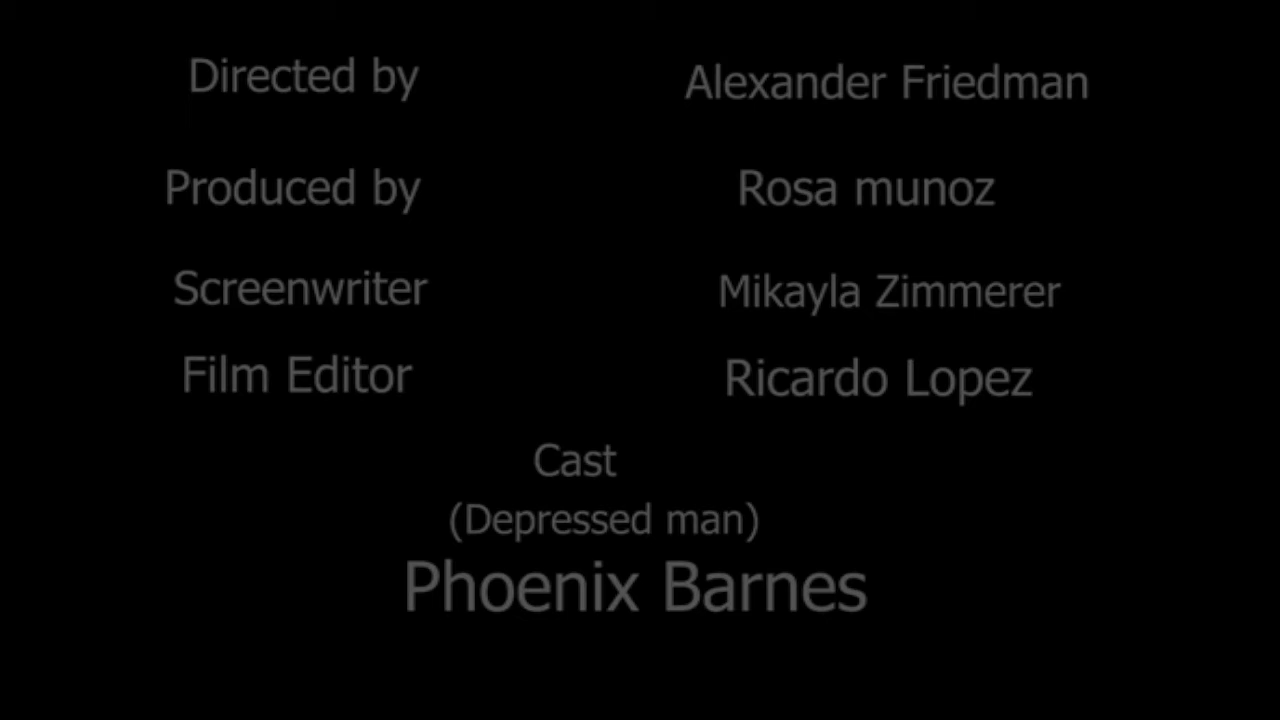 Directed by Alexander Friedman
Produced by Rosa munoz
Screenwriter Mikayla Zimmerer
Film Editor Ricardo Lopez
Cast
(Depressed man)
Phoenix Barnes